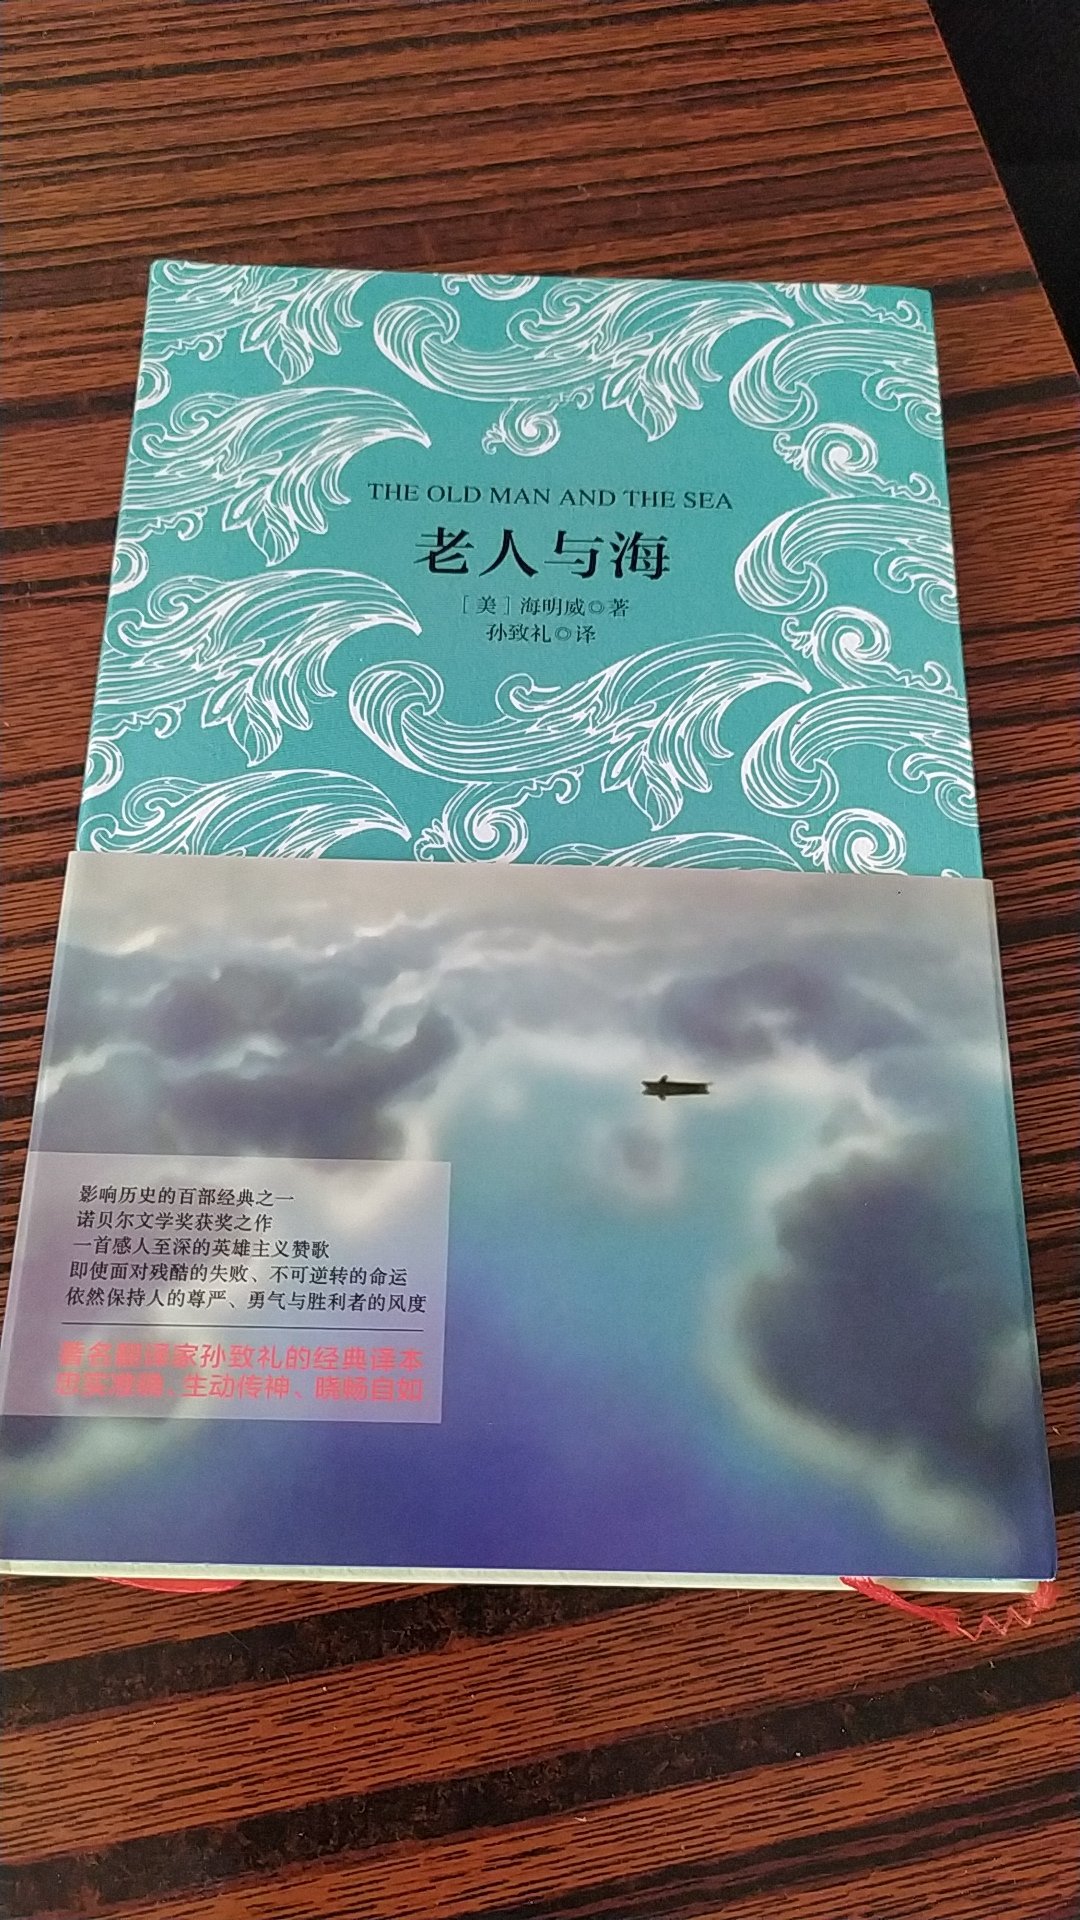 THE OLD MAN AND THE SEA
老人与海
［美］海明威◎著
孙致礼◎译
影响历史的百部经典之一
诺贝尔文学奖获奖之作
一首感人至深的英雄主义赞歌
即使面对残酷的失败、不可逆转的命运
依然保持人的尊严、勇气与胜利者的风度
著名翻译家孙致礼的经典译本
忠实准确、生动传神、晓畅自如